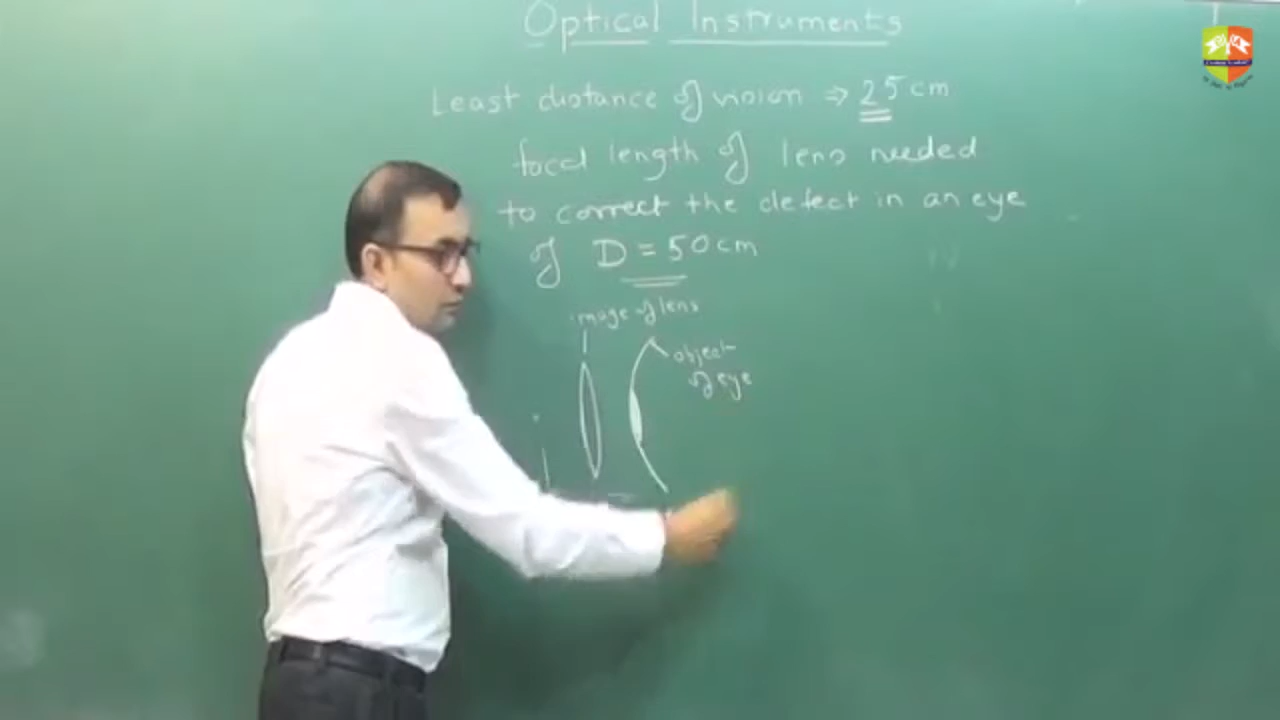 Optical Instruments
Least distance of vision ⇒ 25 cm
focal length of lens needed
to correct the defect in an eye
of D = 50 cm
image of lens
object
of eye